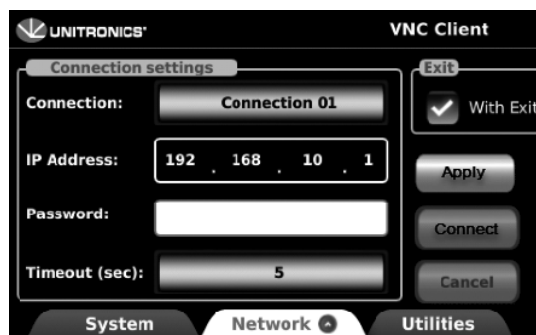 UNITRONICS
VNC Client
Connection settings
Exit
Connection: Connection 01
With Exit
IP Address: 192 . 168 . 10 . 1
Apply
Password:
Connect
Timeout (sec): 5
Cancel
System Network Utilities